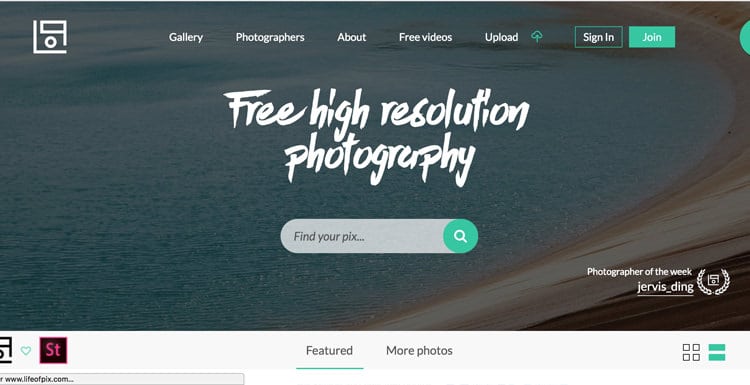 Gallery Photographers About Free videos Upload Sign In Join
Free high resolution
photography
Find your pix...
Photographer of the week
jervis_ding
St
Featured More photos
r www.lifeofpix.com...